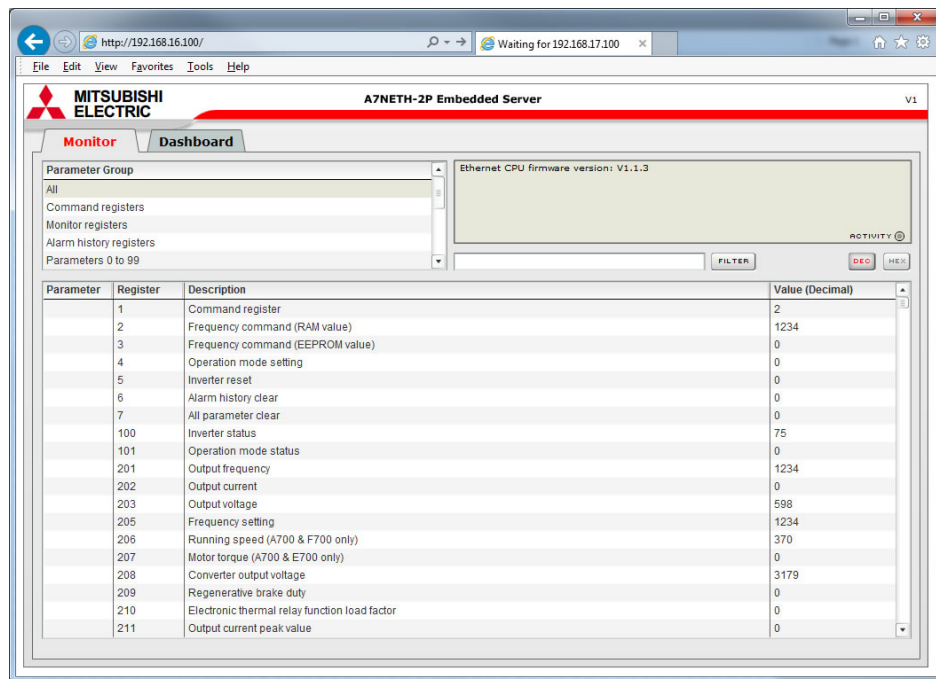 http://192.168.16.100/
Waiting for 192.168.17.100
File Edit View Favorites Tools Help
MITSUBISHI
ELECTRIC
A7NETH-2P Embedded Server
V1
Monitor Dashboard
Parameter Group
All
Command registers
Monitor registers
Alarm history registers
Parameters 0 to 99
Ethernet CPU firmware version: V1.1.3
ACTIVITY
FILTER DEC HEX
Parameter Register Description Value (Decimal)
1 Command register 2
2 Frequency command (RAM value) 1234
3 Frequency command (EEPROM value) 0
4 Operation mode setting 0
5 Inverter reset 0
6 Alarm history clear 0
7 All parameter clear 0
100 Inverter status 75
101 Operation mode status 0
201 Output frequency 1234
202 Output current 0
203 Output voltage 598
205 Frequency setting 1234
206 Running speed (A700 & F700 only) 370
207 Motor torque (A700 & E700 only) 0
208 Converter output voltage 3179
209 Regenerative brake duty 0
210 Electronic thermal relay function load factor 0
211 Output current peak value 0